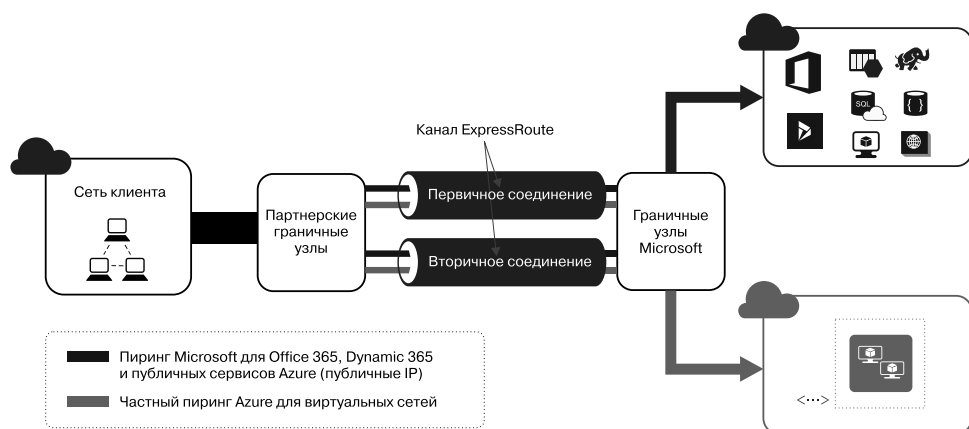 Канал ExpressRoute
Сеть клиента
Партнерские
граничные
узлы
Первичное соединение
Вторичное соединение
Граничные
узлы
Microsoft
SQL
{ }
<···>
Пиринг Microsoft для Office 365, Dynamic 365
и публичных сервисов Azure (публичные IP)
Частный пиринг Azure для виртуальных сетей